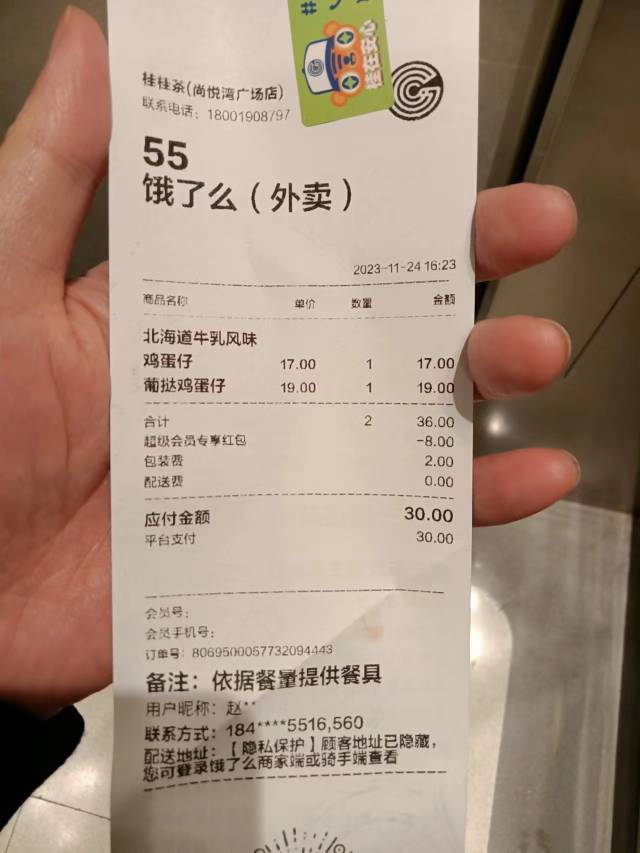 桂桂茶(尚悦湾广场店)
联系电话：18001908797
55
饿了么（外卖）
2023-11-24 16:23
商品名称 单价 数量 金额
北海道牛乳风味
鸡蛋仔 17.00 1 17.00
葡挞鸡蛋仔 19.00 1 19.00
合计 2 36.00
超级会员专享红包 -8.00
包装费 2.00
配送费 0.00
应付金额 30.00
平台支付 30.00
会员号：
会员手机号：
订单号：8069500057732094443
备注：依据餐量提供餐具
用户昵称：赵**
联系方式：184****5516,560
配送地址：【隐私保护】顾客地址已隐藏，
您可登录饿了么商家端或骑手端查看